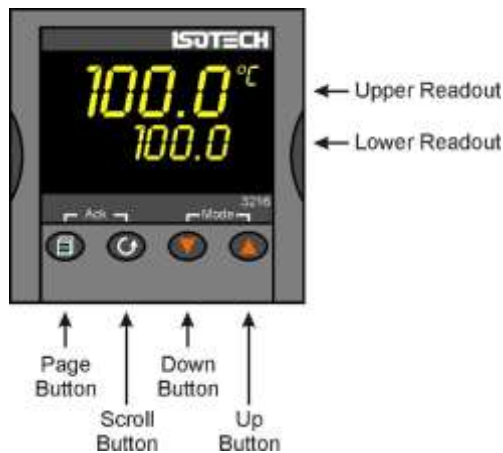 ISOTECH
100.0 °C
Upper Readout
100.0
Lower Readout
3216
Ack
Mode
Page
Button
Scroll
Button
Down
Button
Up
Button